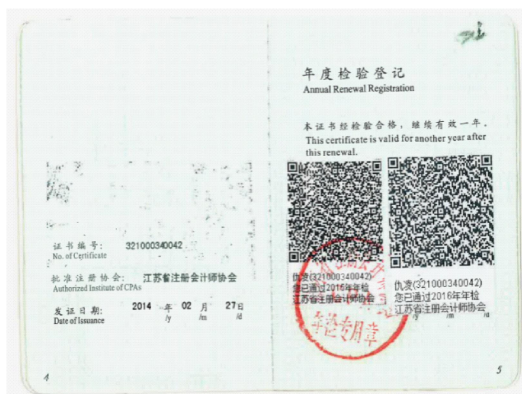 证书编号: 321000340042
No. of Certificate
批准注册协会: 江苏省注册会计师协会
Authorized Institute of CPAs
发证日期: 2014 年 02 月 27日
Date of Issuance /y /m /d
4
年度检验登记
Annual Renewal Registration
本证书经检验合格，继续有效一年。
This certificate is valid for another year after
this renewal.
仇凌(321000340042)
您已通过2016年年检
江苏省注册会计师协会
仇凌(321000340042)
您已通过2016年年检
江苏省注册会计师协会
/m /d
5